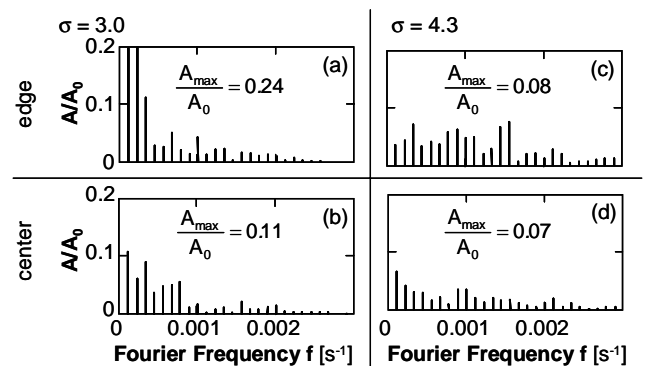 σ = 3.0
σ = 4.3
edge
A/A0
0.2
0.1
0
(a)
Amax
A0
= 0.24
(c)
Amax
A0
= 0.08
center
A/A0
0.2
0.1
0
(b)
Amax
A0
= 0.11
(d)
Amax
A0
= 0.07
0 0.001 0.002
0 0.001 0.002
Fourier Frequency f [s-1]
Fourier Frequency f [s-1]